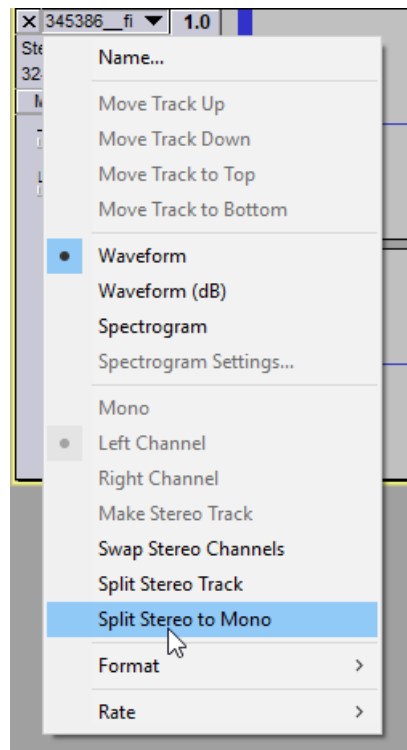 345386__fi 1.0
Ste
32-
Name...
Move Track Up
Move Track Down
Move Track to Top
Move Track to Bottom
Waveform
Waveform (dB)
Spectrogram
Spectrogram Settings...
Mono
Left Channel
Right Channel
Make Stereo Track
Swap Stereo Channels
Split Stereo Track
Split Stereo to Mono
Format
Rate